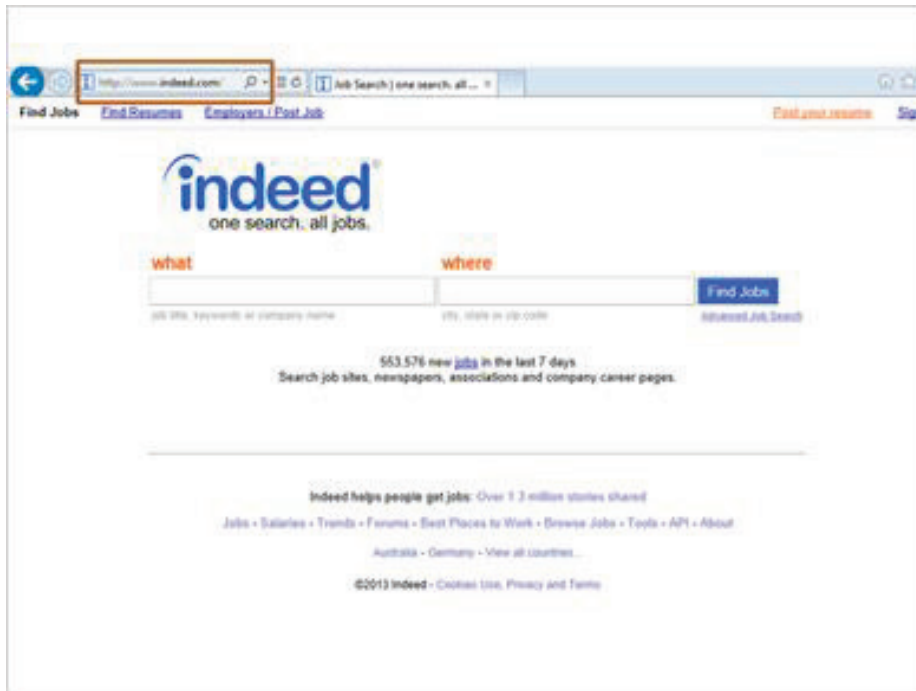 http://www.indeed.com/ Job Search | one search. all ...
Find Jobs Find Resumes Employers / Post Job Post your resume
indeed®
one search. all jobs.
what where
Find Jobs
job title, keywords or company name city, state or zip code Advanced Job Search
553,576 new jobs in the last 7 days
Search job sites, newspapers, associations and company career pages.
Indeed helps people get jobs: Over 1.3 million stories shared
Jobs - Salaries - Trends - Forums - Best Places to Work - Browse Jobs - Tools - API - About
Australia - Germany - View all countries...
©2013 Indeed - Cookies Use, Privacy and Terms